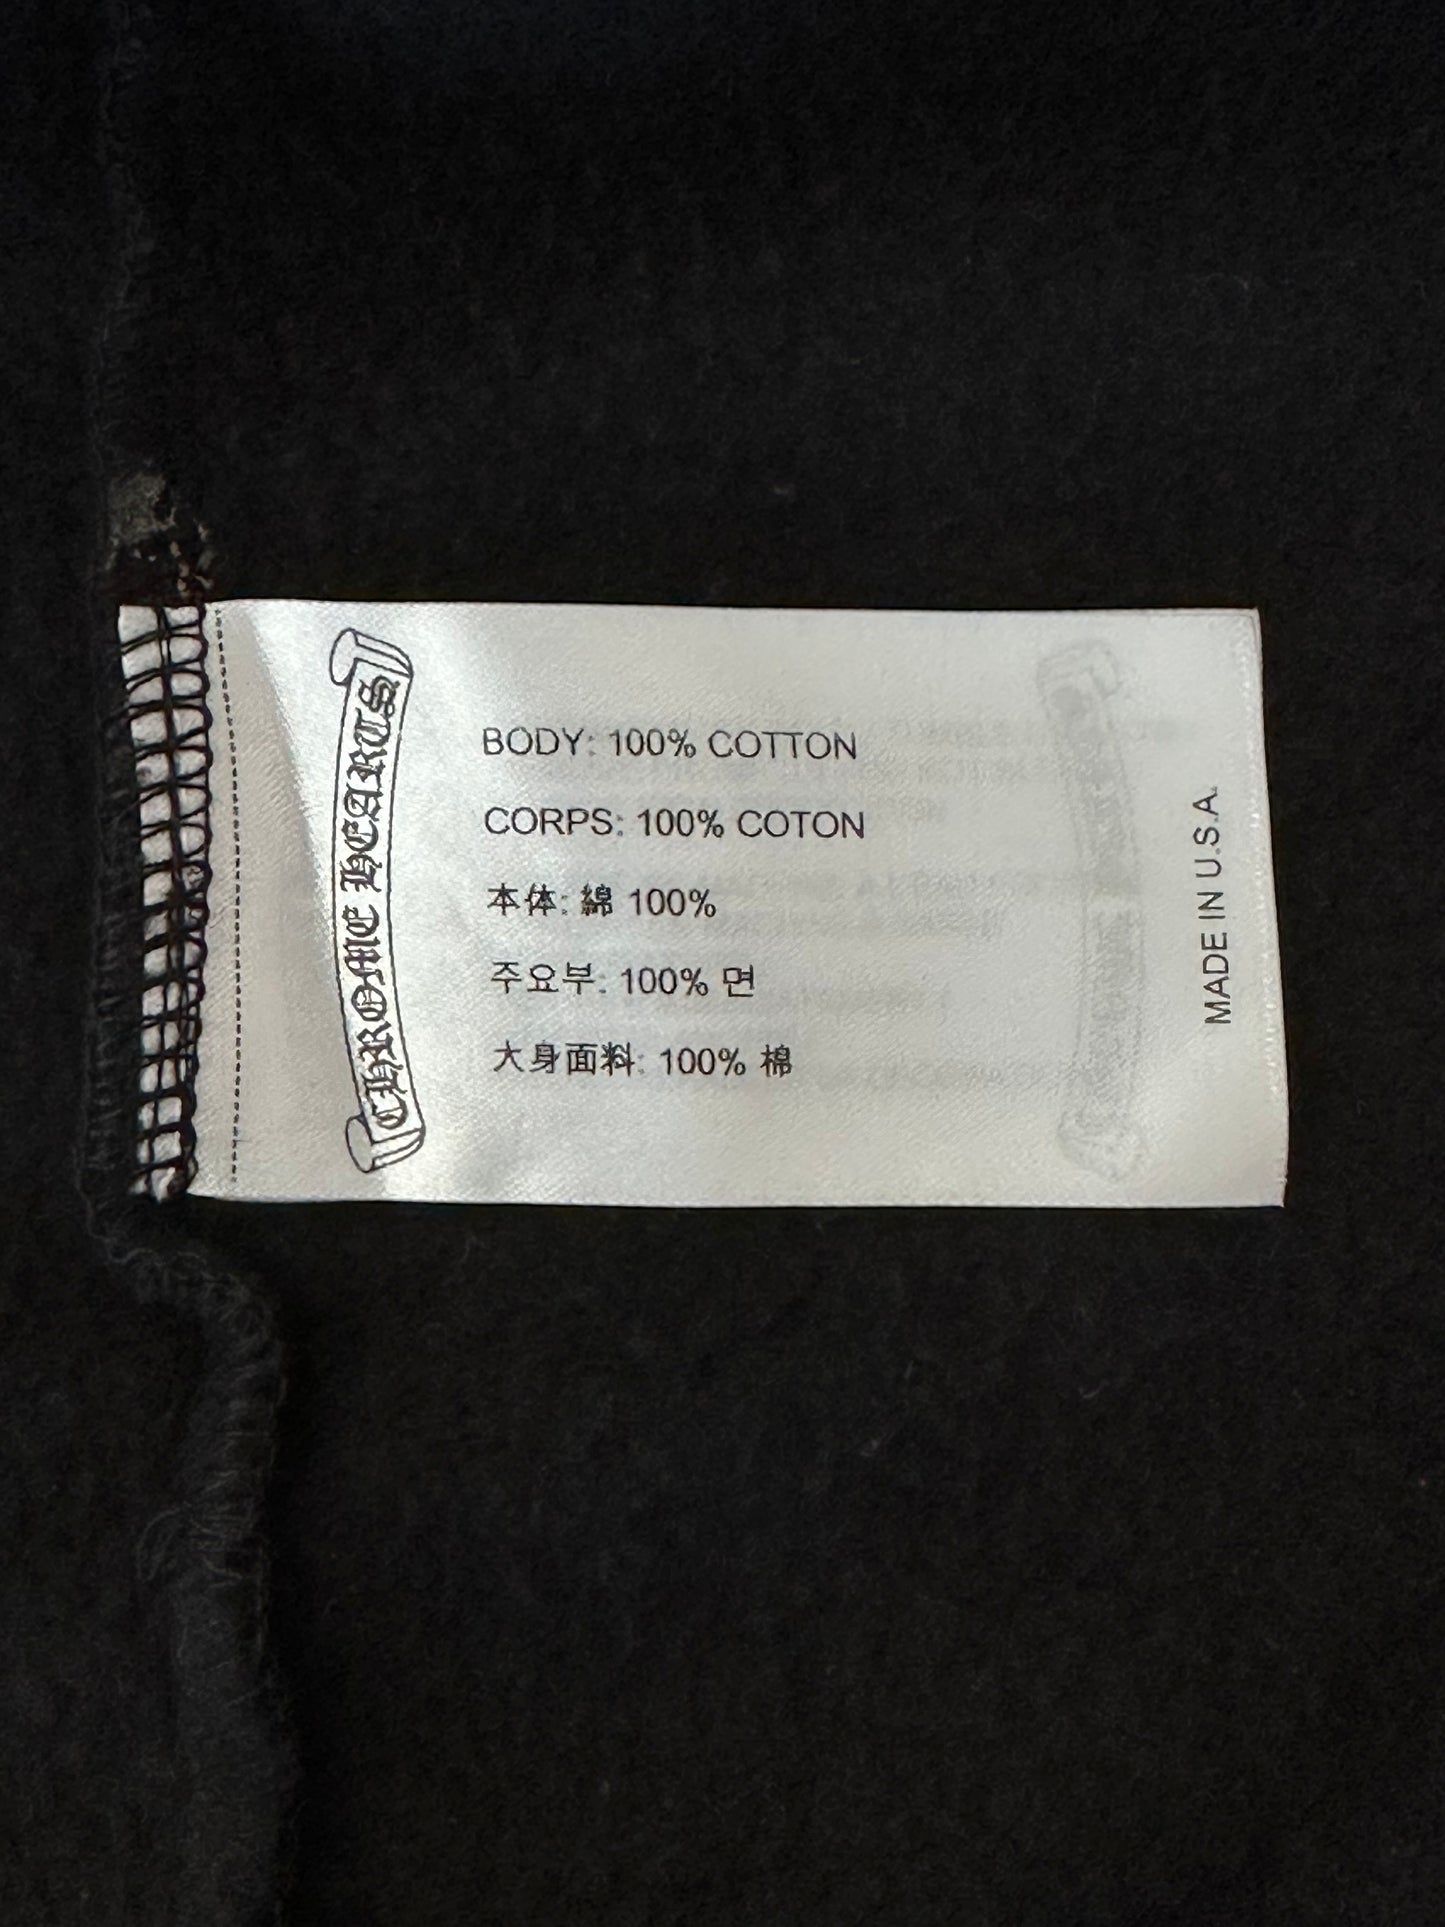 CHROME HEARTS
BODY: 100% COTTON
CORPS: 100% COTON
本体: 綿 100%
주요부: 100% 면
大身面料: 100% 棉
MADE IN U.S.A.